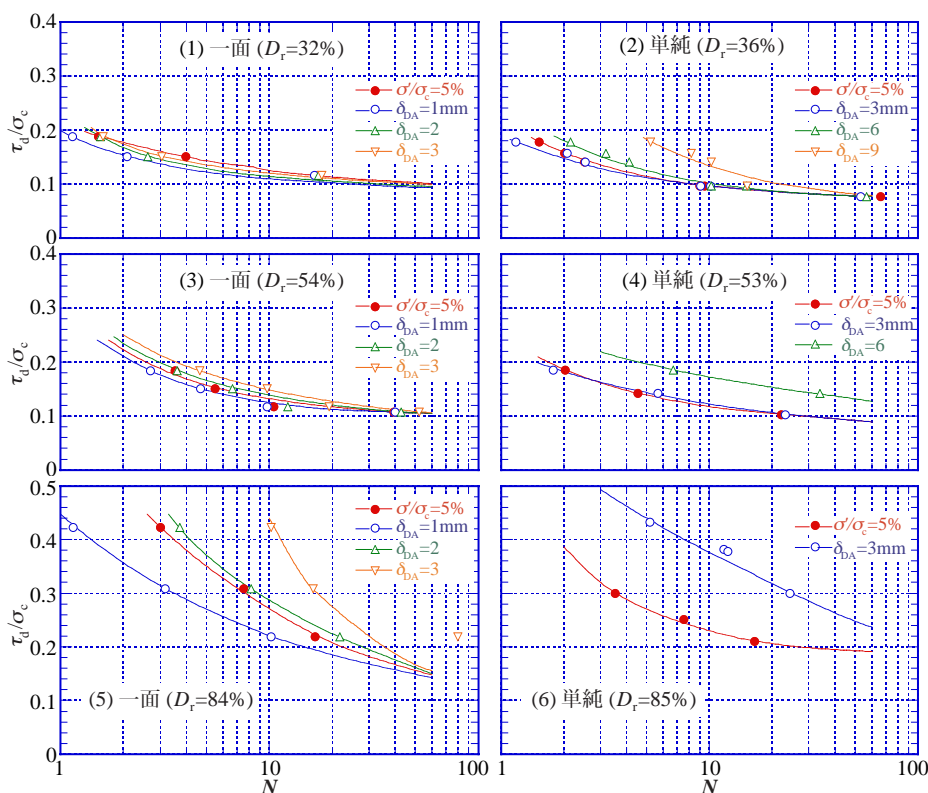 0.4
0.3
0.2
0.1
0
τd/σc
(1) 一面 (Dr=32%)
σ'/σc=5%
δDA=1mm
δDA=2
δDA=3
(2) 単純 (Dr=36%)
σ'/σc=5%
δDA=3mm
δDA=6
δDA=9
1
10
100
0.4
0.3
0.2
0.1
0
τd/σc
(3) 一面 (Dr=54%)
σ'/σc=5%
δDA=1mm
δDA=2
δDA=3
(4) 単純 (Dr=53%)
σ'/σc=5%
δDA=3mm
δDA=6
0.5
0.4
0.3
0.2
0.1
0
τd/σc
(5) 一面 (Dr=84%)
σ'/σc=5%
δDA=1mm
δDA=2
δDA=3
(6) 単純 (Dr=85%)
σ'/σc=5%
δDA=3mm
1
10
100
N
1
10
100
N